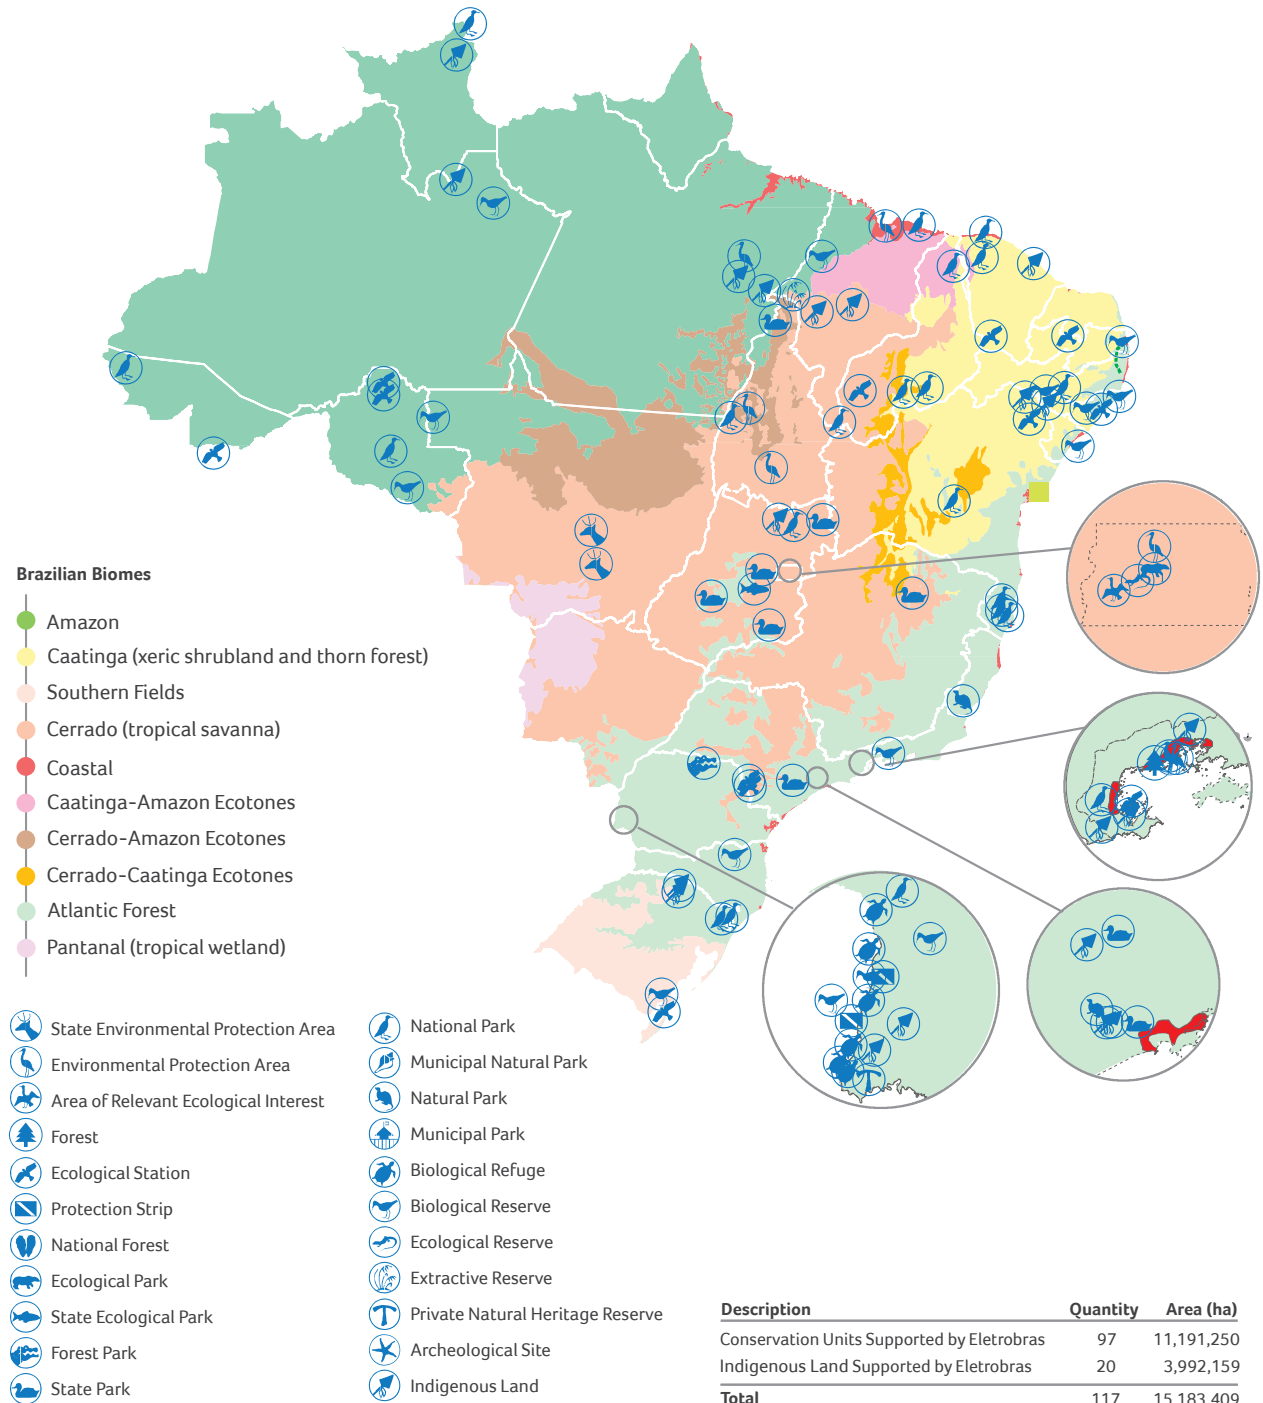 Brazilian Biomes
Amazon
Caatinga (xeric shrubland and thorn forest)
Southern Fields
Cerrado (tropical savanna)
Coastal
Caatinga-Amazon Ecotones
Cerrado-Amazon Ecotones
Cerrado-Caatinga Ecotones
Atlantic Forest
Pantanal (tropical wetland)
State Environmental Protection Area
Environmental Protection Area
Area of Relevant Ecological Interest
Forest
Ecological Station
Protection Strip
National Forest
Ecological Park
State Ecological Park
Forest Park
State Park
National Park
Municipal Natural Park
Natural Park
Municipal Park
Biological Refuge
Biological Reserve
Ecological Reserve
Extractive Reserve
Private Natural Heritage Reserve
Archeological Site
Indigenous Land
Description Quantity Area (ha)
Conservation Units Supported by Eletrobras 97 11,191,250
Indigenous Land Supported by Eletrobras 20 3,992,159
Total 117 15,183,409